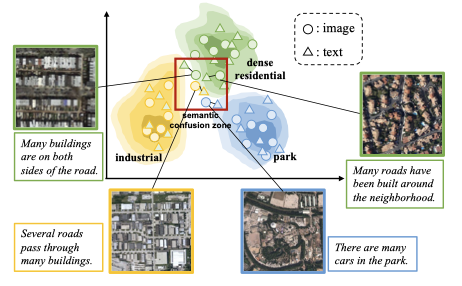 : image
: text
dense
residential
semantic
confusion zone
industrial
park
Many buildings
are on both
sides of the road.
Many roads have
been built around
the neighborhood.
Several roads
pass through
many buildings.
There are many
cars in the park.